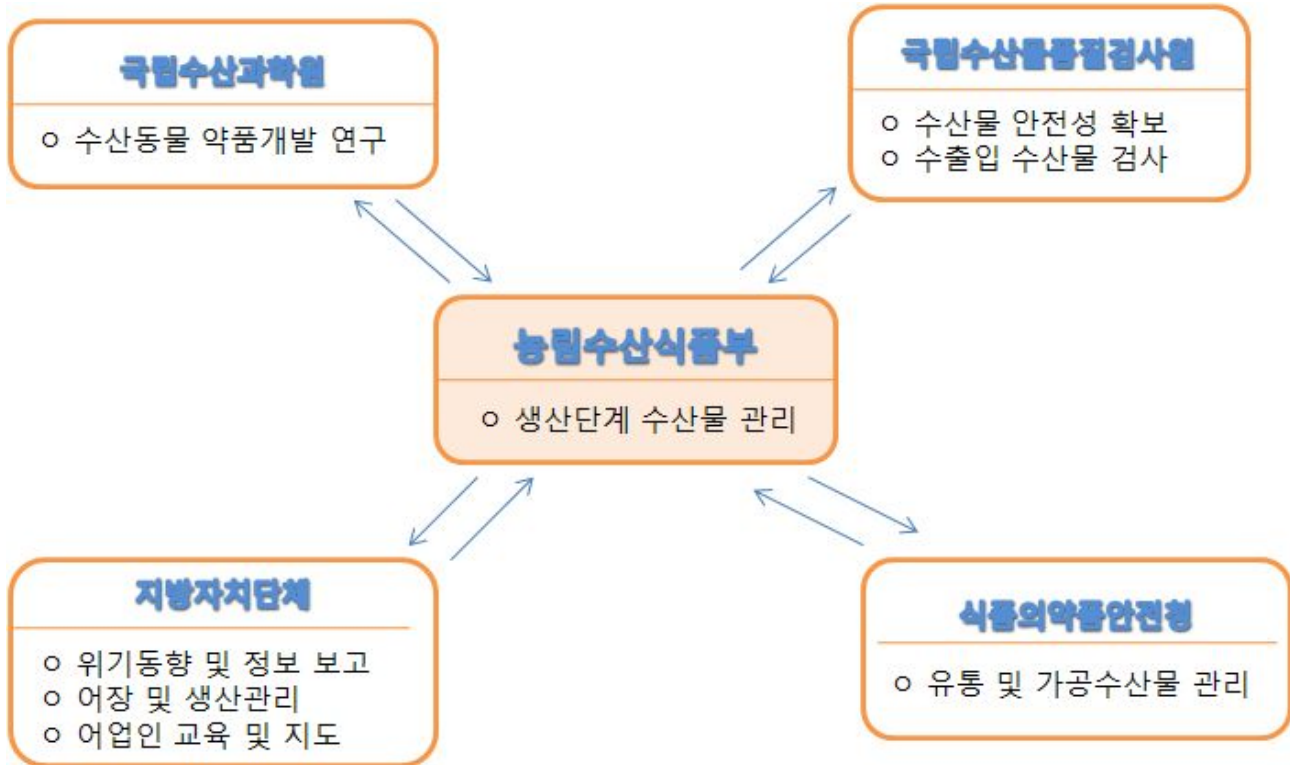 국립수산과학원
ㅇ 수산동물 약품개발 연구
국립수산물품질검사원
ㅇ 수산물 안전성 확보
ㅇ 수출입 수산물 검사
농림수산식품부
ㅇ 생산단계 수산물 관리
지방자치단체
ㅇ 위기동향 및 정보 보고
ㅇ 어장 및 생산관리
ㅇ 어업인 교육 및 지도
식품의약품안전청
ㅇ 유통 및 가공수산물 관리